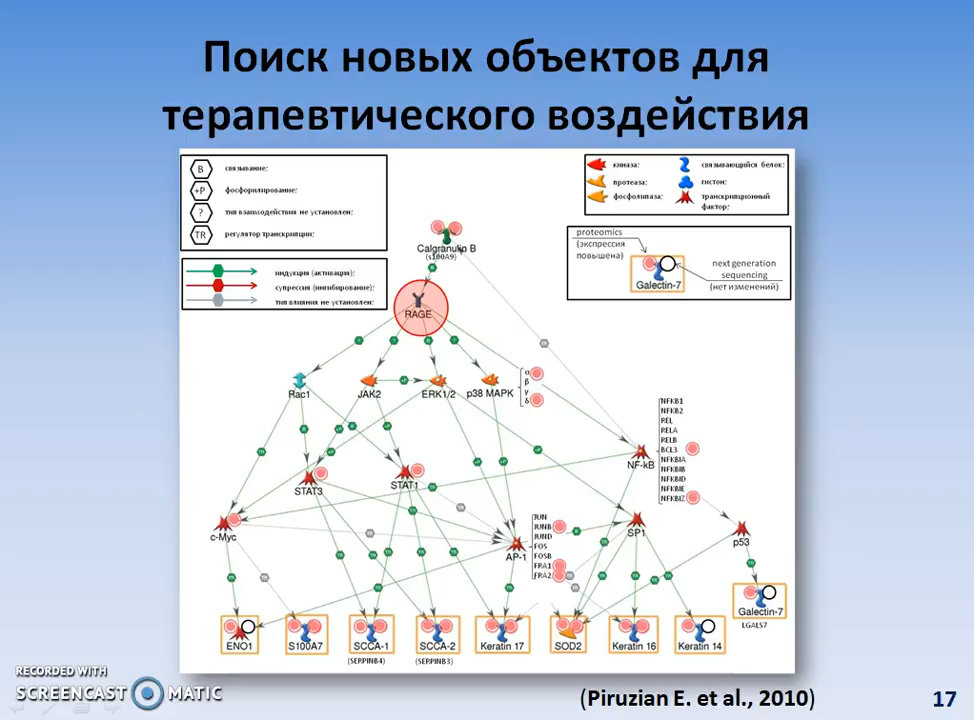 Поиск новых объектов для
терапевтического воздействия
B
связывание:
+P
фосфорилирование:
?
тип взаимодействия не установлен:
TR
регулятор транскрипции:
индукция (активация):
супрессия (ингибирование):
тип влияния не установлен:
киназа:
протеаза:
фосфолипаза:
связывающийся белок:
гистон:
транскрипционный
фактор:
proteomics
(экспрессия
повышена)
next generation
sequencing
(нет изменений)
Galectin-7
Calgranulin B
(s100A9)
RAGE
Rac1
JAK2
ERK1/2
p38 MAPK
α
β
γ
δ
NFKB1
NFKB2
REL
RELA
RELB
BCL3
NFKBIA
NFKBIB
NFKBID
NFKBIE
NFKBIZ
NF-kB
STAT3
STAT1
c-Myc
AP-1
JUN
JUNB
JUND
FOS
FOSB
FRA1
FRA2
SP1
p53
Galectin-7
LGALS7
ENO1
S100A7
SCCA-1
(SERPINB4)
SCCA-2
(SERPINB3)
Keratin 17
SOD2
Keratin 16
Keratin 14
RECORDED WITH
SCREENCAST MATIC
(Piruzian E. et al., 2010)
17